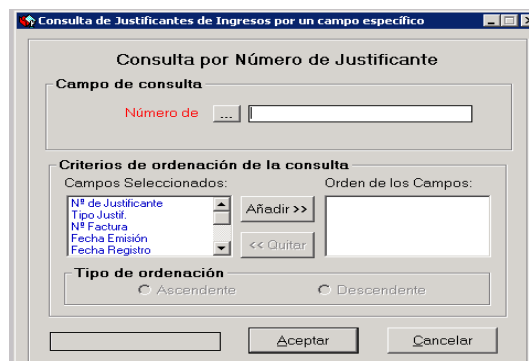 Consulta de Justificantes de Ingresos por un campo específico
Consulta por Número de Justificante
Campo de consulta
Número de ...
Criterios de ordenación de la consulta
Campos Seleccionados: Orden de los Campos:
Nº de Justificante
Tipo Justif.
Nº Factura
Fecha Emisión
Fecha Registro
Añadir >>
<< Quitar
Tipo de ordenación
Ascendente Descendente
Aceptar Cancelar